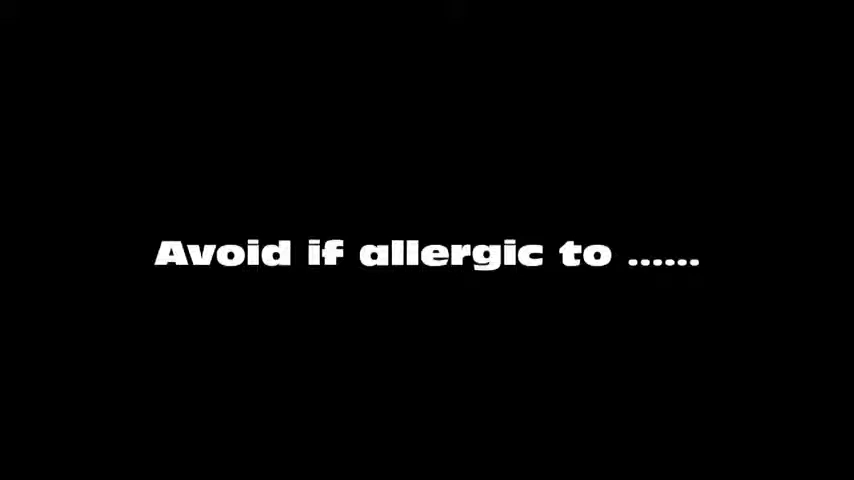 Avoid if allergic to ......